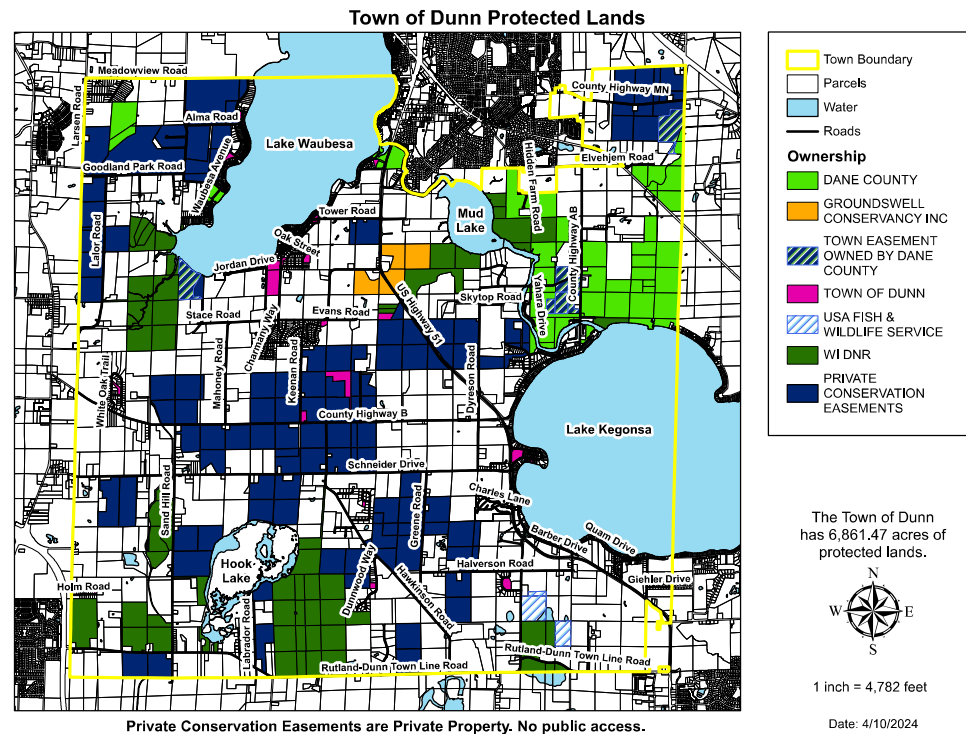 Town of Dunn Protected Lands
Meadowview Road
County Highway MN
Larsen Road
Alma Road
Lake Waubesa
Elvehjem Road
Goodland Park Road
Waubesa Avenue
Hidden Farm Road
Tower Road
Mud
Lake
Lalor Road
Oak Street
County Highway AB
Jordan Drive
Yahara Drive
Skytop Road
Stace Road
Evans Road
US Highway 51
Charmany Way
Mahoney Road
Keenan Road
Dyreson Road
White Oak Trail
County Highway B
Lake Kegonsa
Schneider Drive
Sand Hill Road
Charles Lane
Greene Road
Barber Drive
Quam Drive
Hook
Lake
Halverson Road
Giehler Drive
Holm Road
Dunnwood Way
Hawkinson Road
Labrador Road
Rutland-Dunn Town Line Road
Rutland-Dunn Town Line Road
Private Conservation Easements are Private Property. No public access.
Town Boundary
Parcels
Water
Roads
Ownership
DANE COUNTY
GROUNDSWELL
CONSERVANCY INC
TOWN EASEMENT
OWNED BY DANE
COUNTY
TOWN OF DUNN
USA FISH &
WILDLIFE SERVICE
WI DNR
PRIVATE
CONSERVATION
EASEMENTS
The Town of Dunn
has 6,861.47 acres of
protected lands.
N
W E
S
1 inch = 4,782 feet
Date: 4/10/2024